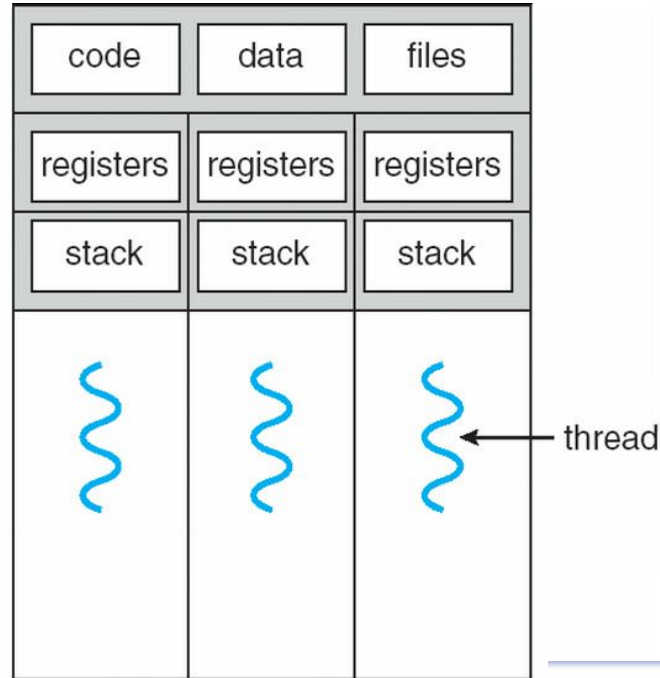 code data files
registers registers registers
stack stack stack
thread